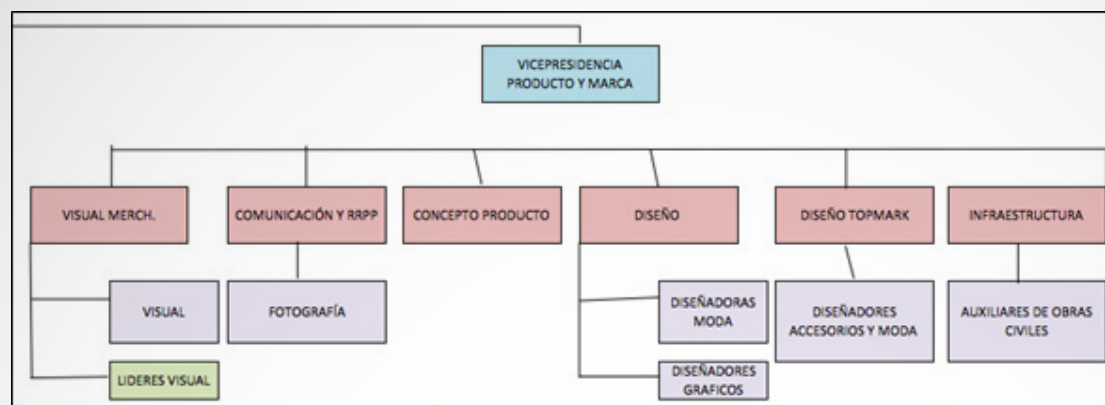 VICEPRESIDENCIA
PRODUCTO Y MARCA
VISUAL MERCH.
COMUNICACIÓN Y RRPP
CONCEPTO PRODUCTO
DISEÑO
DISEÑO TOPMARK
INFRAESTRUCTURA
VISUAL
FOTOGRAFÍA
DISEÑADORAS
MODA
DISEÑADORES
ACCESORIOS Y MODA
AUXILIARES DE OBRAS
CIVILES
LIDERES VISUAL
DISEÑADORES
GRAFICOS